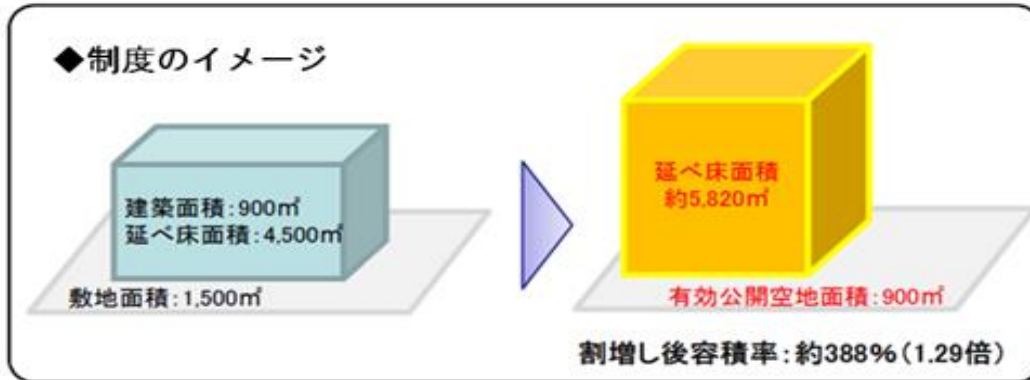 ◆制度のイメージ
建築面積：900㎡
延べ床面積：4,500㎡
敷地面積：1,500㎡
延べ床面積
約5,820㎡
有効公開空地面積：900㎡
割増し後容積率：約388％（1.29倍）